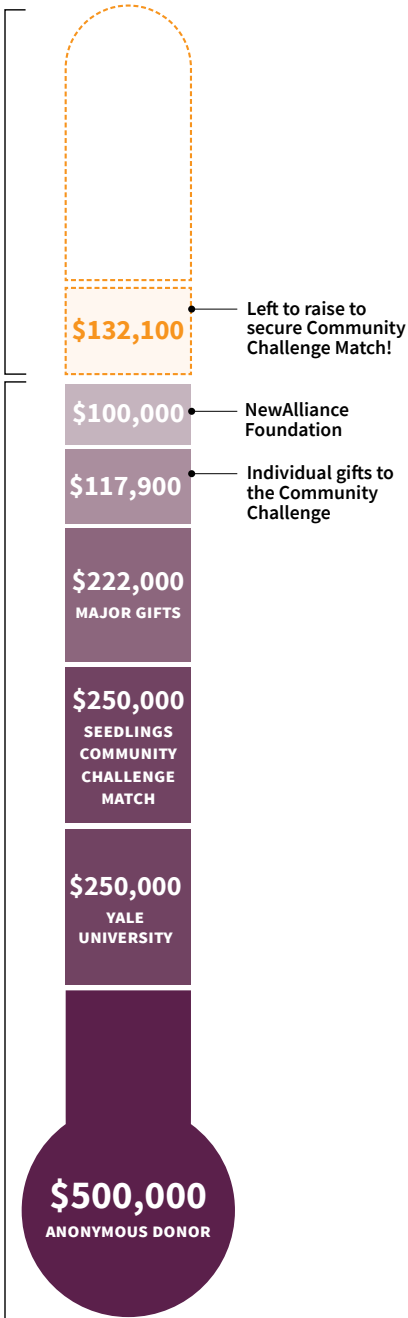 $132,100
Left to raise to
secure Community
Challenge Match!
$100,000
NewAlliance
Foundation
$117,900
Individual gifts to
the Community
Challenge
$222,000
MAJOR GIFTS
$250,000
SEEDLINGS
COMMUNITY
CHALLENGE
MATCH
$250,000
YALE
UNIVERSITY
$500,000
ANONYMOUS DONOR